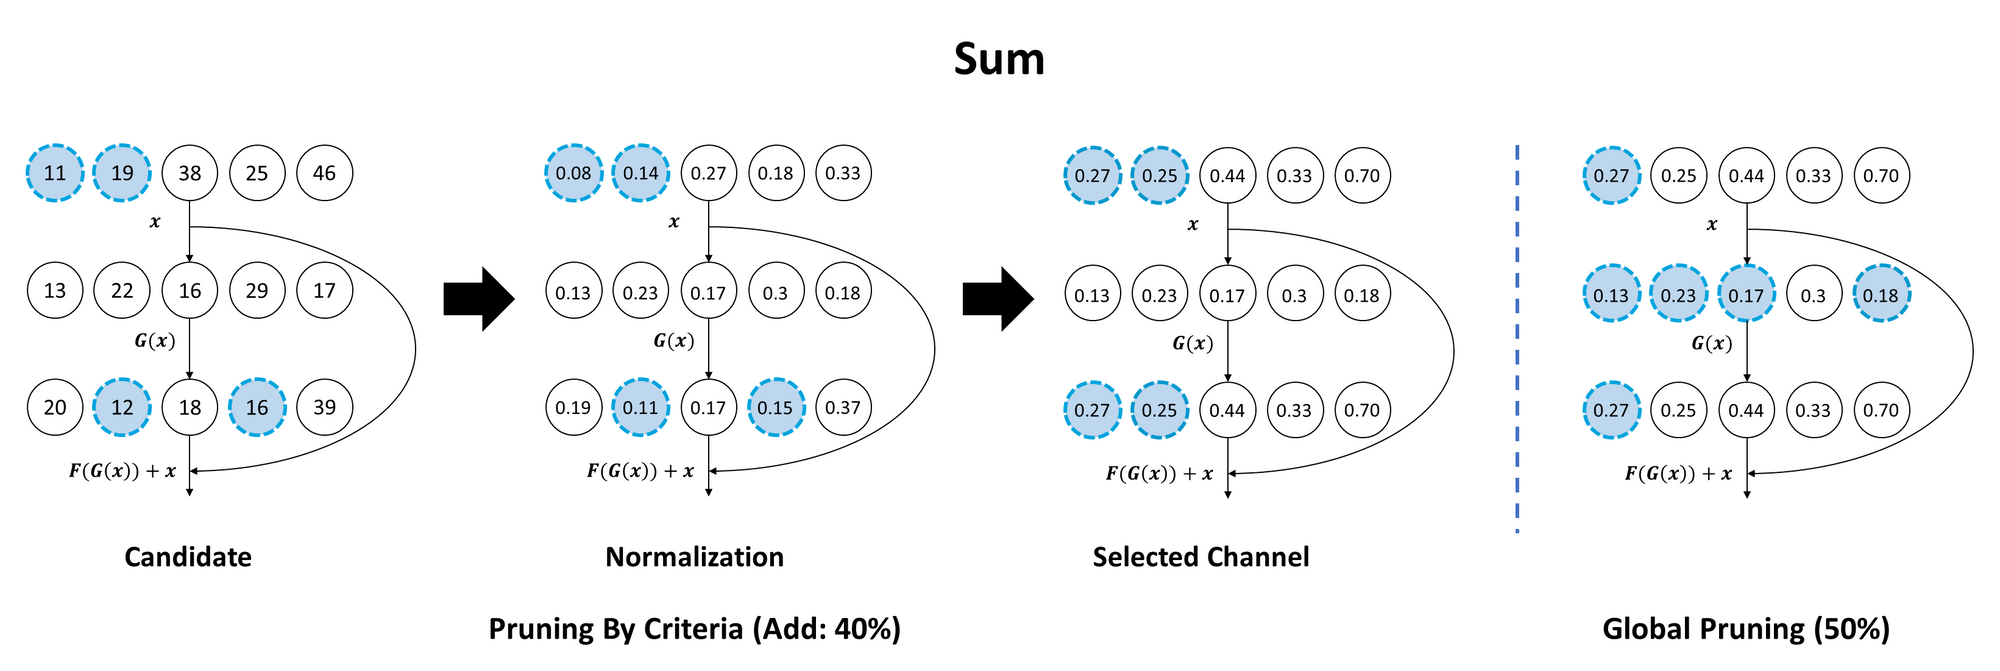 Sum
11 19 38 25 46
x
13 22 16 29 17
G(x)
20 12 18 16 39
F(G(x)) + x
Candidate
0.08 0.14 0.27 0.18 0.33
x
0.13 0.23 0.17 0.3 0.18
G(x)
0.19 0.11 0.17 0.15 0.37
F(G(x)) + x
Normalization
0.27 0.25 0.44 0.33 0.70
x
0.13 0.23 0.17 0.3 0.18
G(x)
0.27 0.25 0.44 0.33 0.70
F(G(x)) + x
Selected Channel
Pruning By Criteria (Add: 40%)
0.27 0.25 0.44 0.33 0.70
x
0.13 0.23 0.17 0.3 0.18
G(x)
0.27 0.25 0.44 0.33 0.70
F(G(x)) + x
Global Pruning (50%)